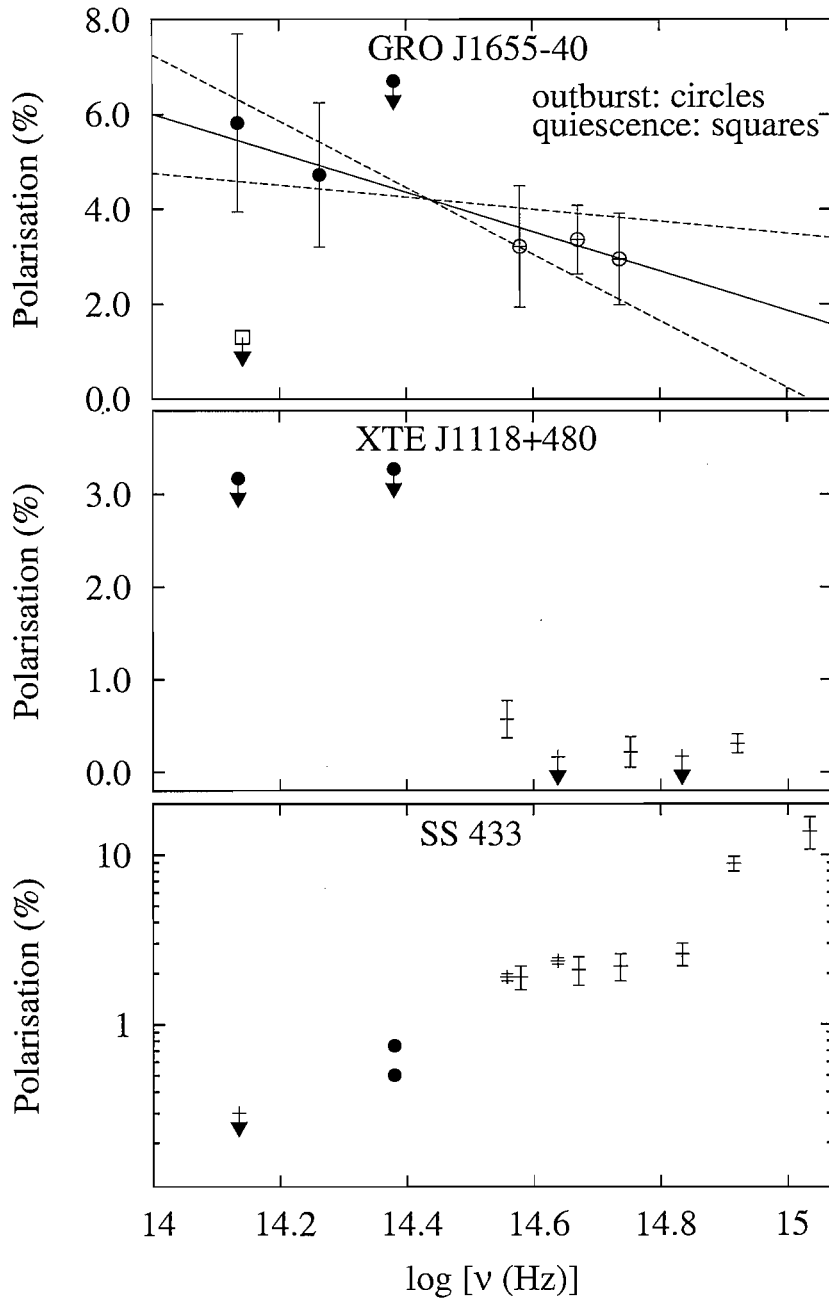 8.0
GRO J1655-40
outburst: circles
quiescence: squares
6.0
4.0
2.0
0.0
Polarisation (%)
XTE J1118+480
3.0
2.0
1.0
0.0
Polarisation (%)
SS 433
10
1
Polarisation (%)
14
14.2
14.4
14.6
14.8
15
log [ν (Hz)]